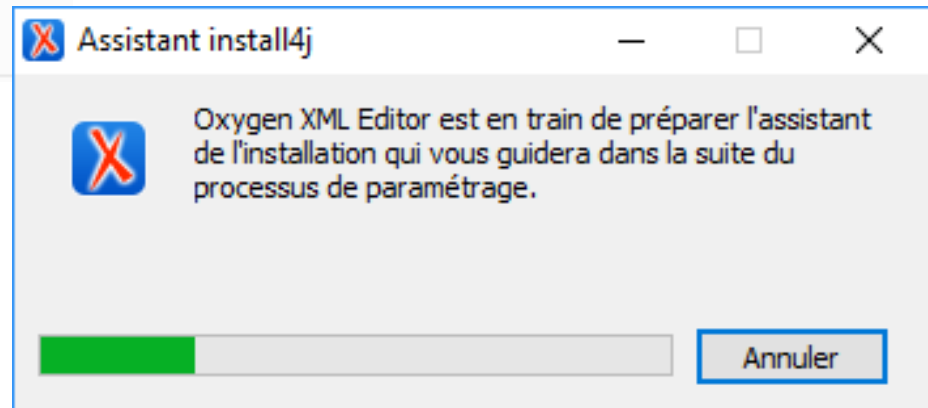 Assistant install4j
Oxygen XML Editor est en train de préparer l'assistant
de l'installation qui vous guidera dans la suite du
processus de paramétrage.
Annuler